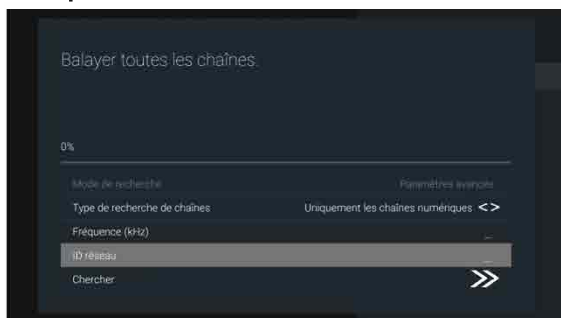 Balayer toutes les chaînes.
0%
Mode de recherche Paramètres avancés
Type de recherche de chaînes Uniquement les chaînes numériques <>
Fréquence (kHz) _
ID réseau _
Chercher »